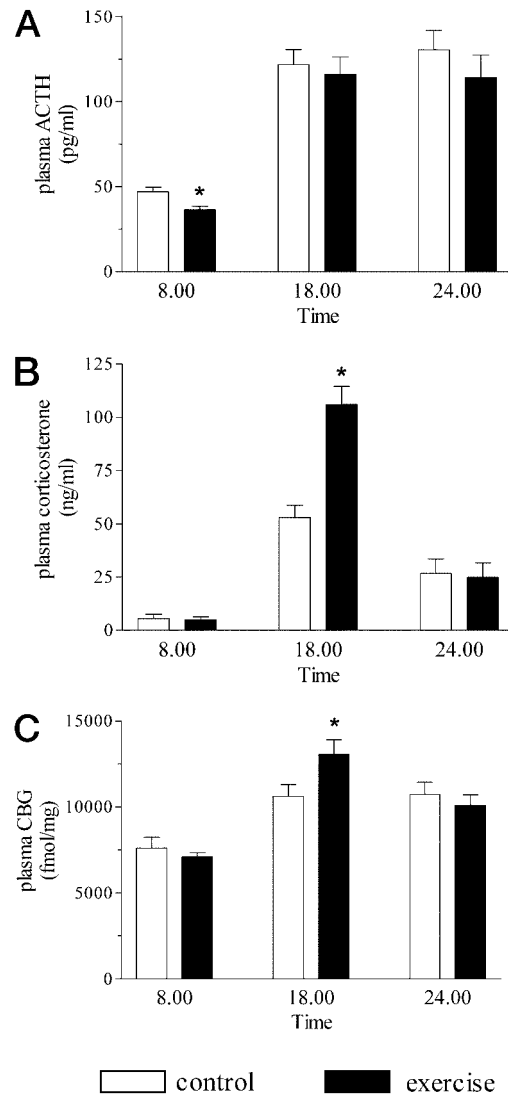 A
plasma ACTH
(pg/ml)
150
100
50
0
*
8.00
18.00
24.00
Time
B
plasma corticosterone
(ng/ml)
125
100
75
50
25
0
*
8.00
18.00
24.00
Time
C
plasma CBG
(fmol/mg)
15000
10000
5000
0
*
8.00
18.00
24.00
Time
control
exercise